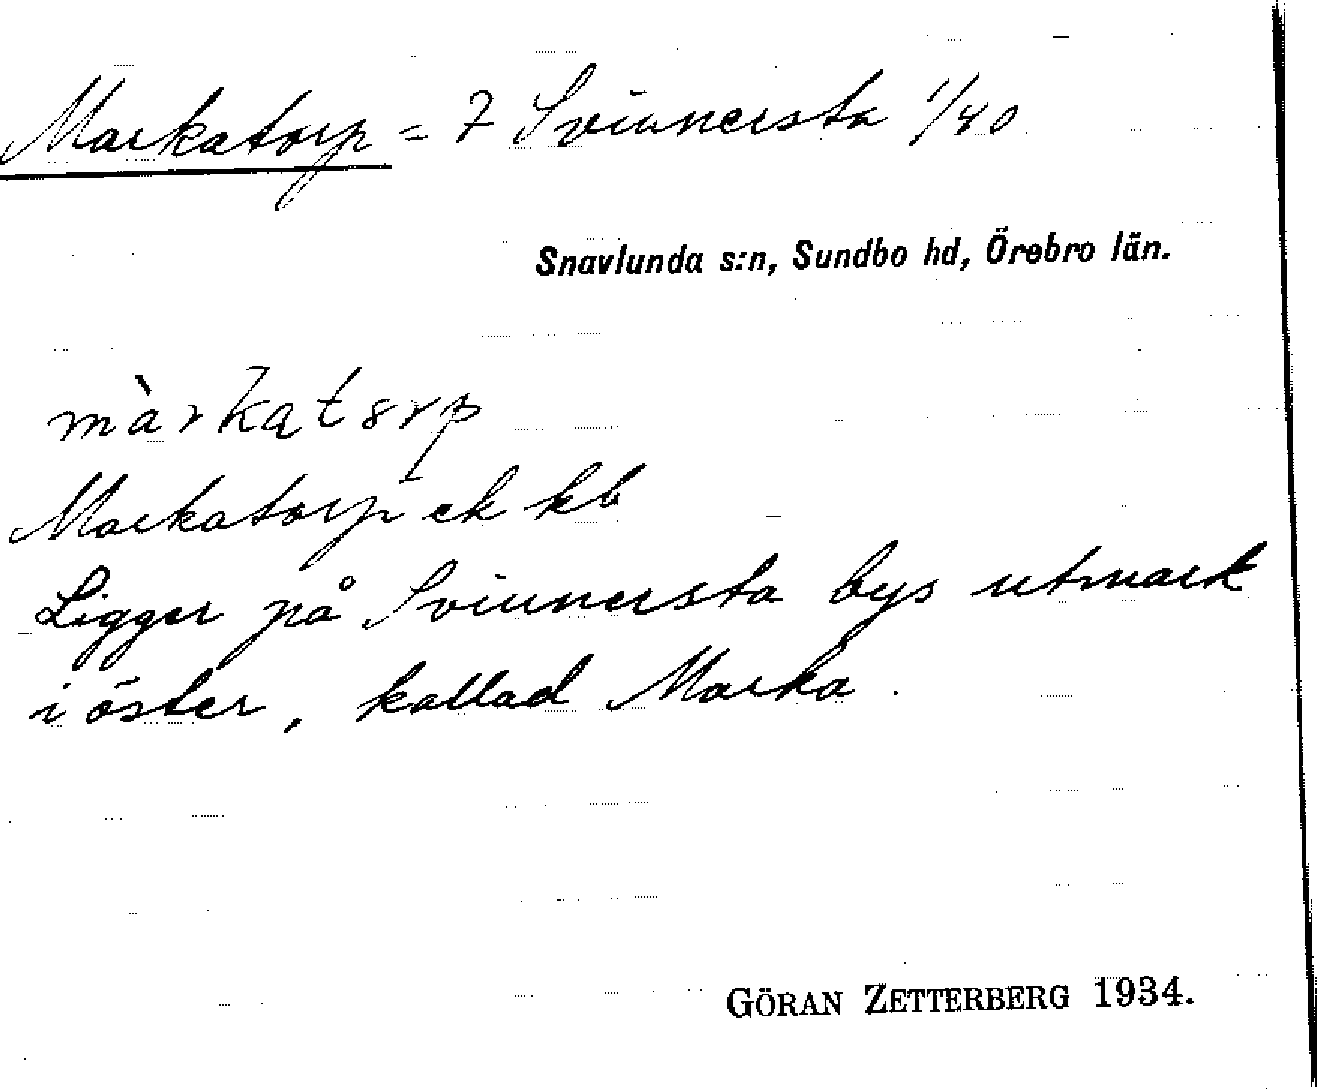 Markatorp = 7 Svinnersta 1/40
Snavlunda s:n, Sundbo hd, Örebro län.
màrkatørp
Markatorp ek kb
Ligger på Svinnersta bys utmark
i öster, kallad Marka.
GÖRAN ZETTERBERG 1934.